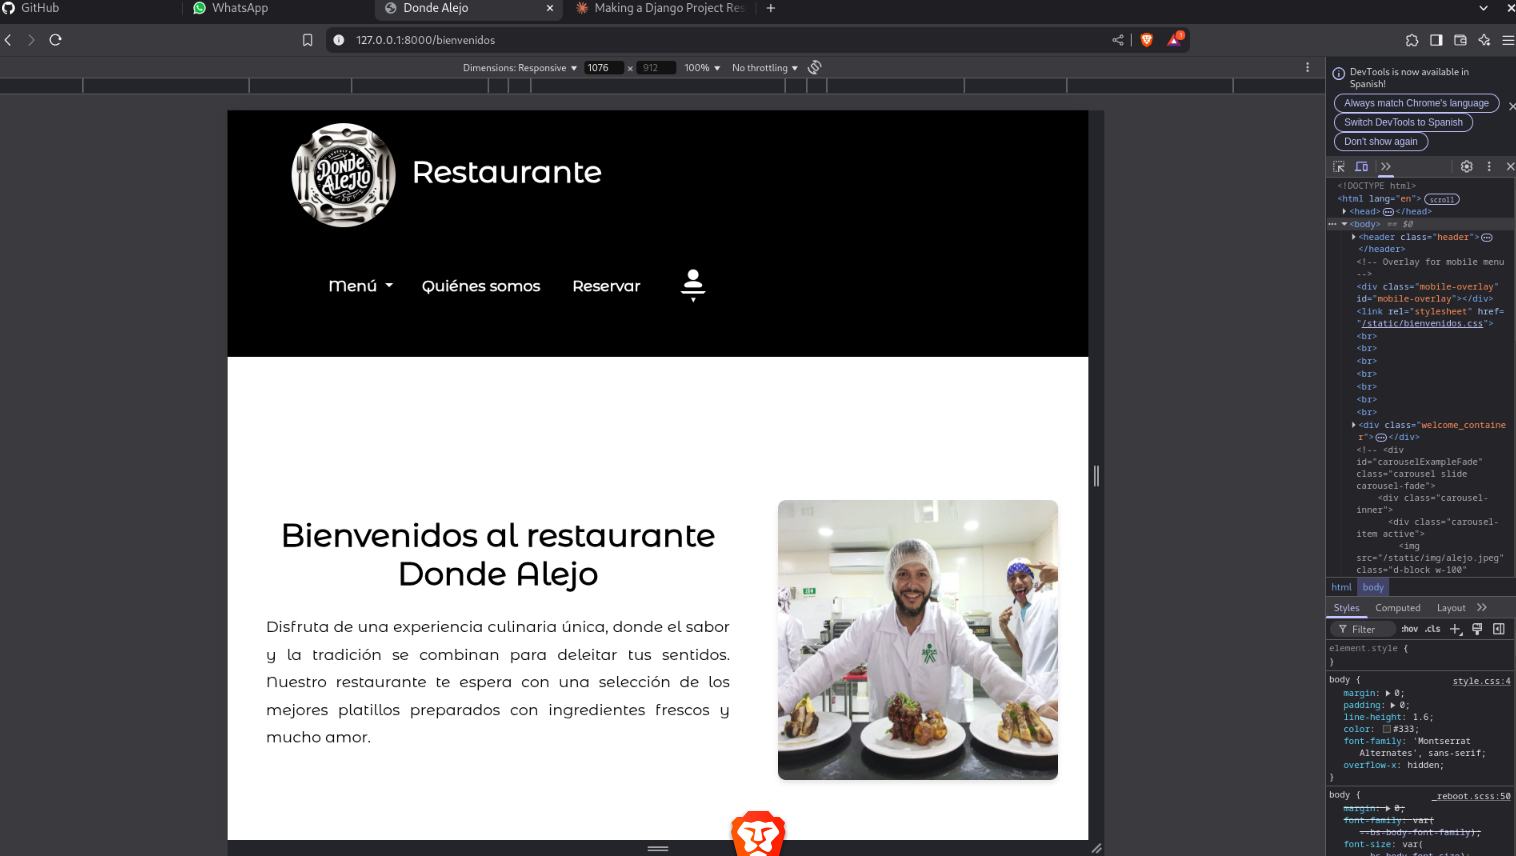 GitHub
WhatsApp
Donde Alejo
Making a Django Project Res
127.0.0.1:8000/bienvenidos
1
Dimensions: Responsive
1076
×
912
100%
No throttling
DONDE
ALEJO
Restaurante
Menú
Quiénes somos
Reservar
Bienvenidos al restaurante
Donde Alejo
Disfruta de una experiencia culinaria única, donde el sabor
y la tradición se combinan para deleitar tus sentidos.
Nuestro restaurante te espera con una selección de los
mejores platillos preparados con ingredientes frescos y
mucho amor.
DevTools is now available in
Spanish!
Always match Chrome's language
Switch DevTools to Spanish
Don't show again
<!DOCTYPE html>
<html lang="en"> scroll
<head> ⋯ </head>
⋯ <body> == $0
<header class="header"> ⋯
</header>
<!-- Overlay for mobile menu
-->
<div class="mobile-overlay"
id="mobile-overlay"></div>
<link rel="stylesheet" href=
"/static/bienvenidos.css">
<br>
<br>
<br>
<br>
<br>
<br>
<br>
<div class="welcome_containe
r"> ⋯ </div>
<!-- <div
id="carouselExampleFade"
class="carousel slide
carousel-fade">
<div class="carousel-
inner">
<div class="carousel-
item active">
<img
src="/static/img/alejo.jpeg"
class="d-block w-100"
html
body
Styles
Computed
Layout
Filter
:hov
.cls
element.style {
}
body {
style.css:4
margin: 0;
padding: 0;
line-height: 1.6;
color: #333;
font-family: 'Montserrat
Alternates', sans-serif;
overflow-x: hidden;
}
body {
_reboot.scss:50
margin: 0;
font-family: var(
--bs-body-font-family);
font-size: var(
--bs-body-font-size);